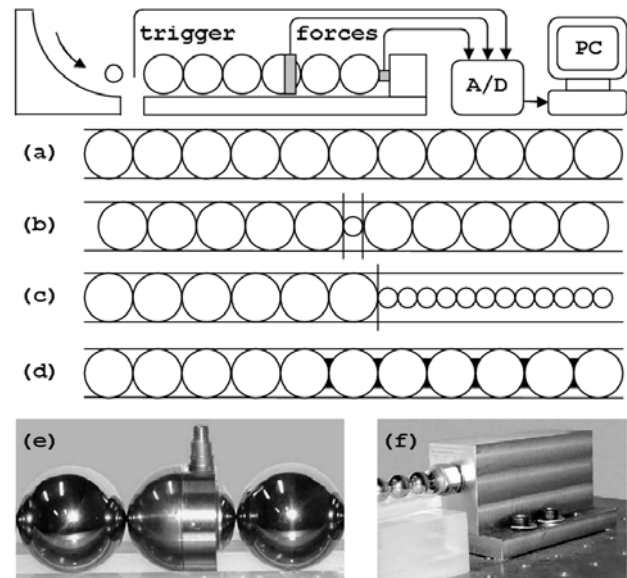 trigger forces
PC
A/D
(a)
(b)
(c)
(d)
(e) (f)